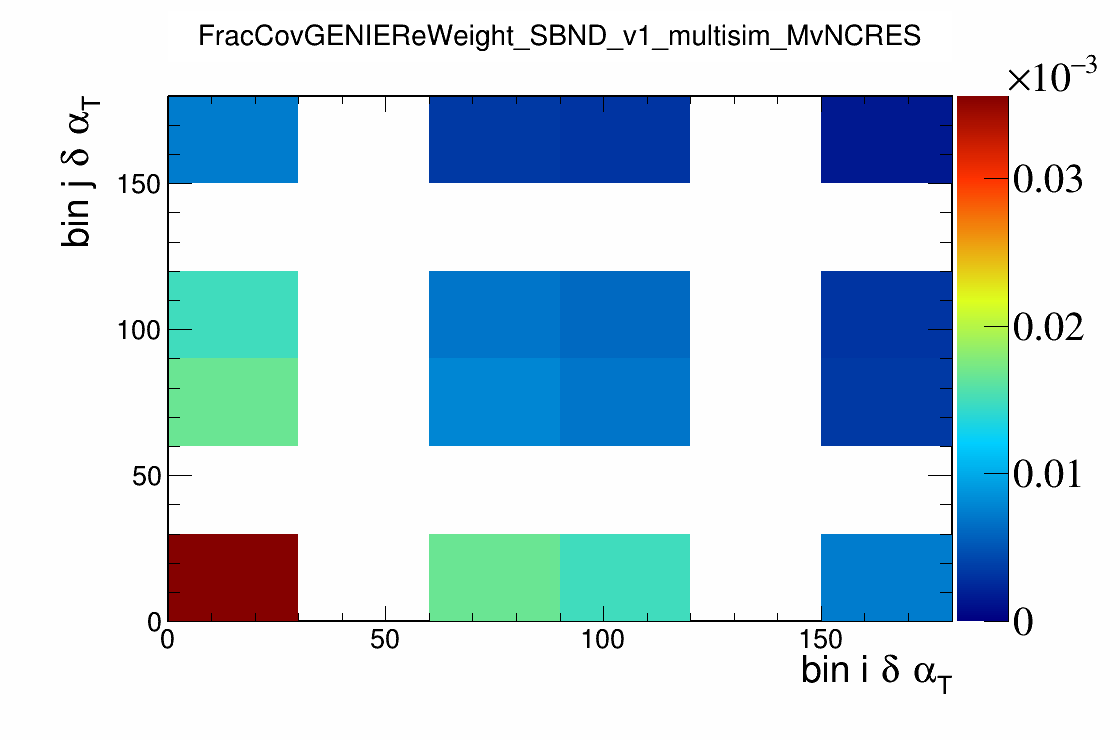 FracCovGENIEReWeight_SBND_v1_multisim_MvNCRES
×10⁻³
bin j δ α_T
150
100
50
0
0 50 100 150
bin i δ α_T
0.03
0.02
0.01
0